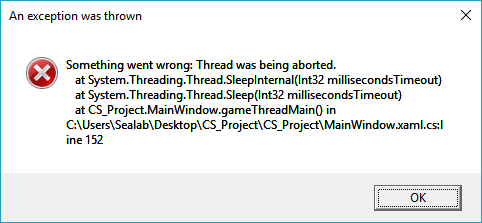 An exception was thrown
Something went wrong: Thread was being aborted.
at System.Threading.Thread.SleepInternal(Int32 millisecondsTimeout)
at System.Threading.Thread.Sleep(Int32 millisecondsTimeout)
at CS_Project.MainWindow.gameThreadMain() in
C:\Users\Sealab\Desktop\CS_Project\CS_Project\MainWindow.xaml.cs:l
ine 152
OK